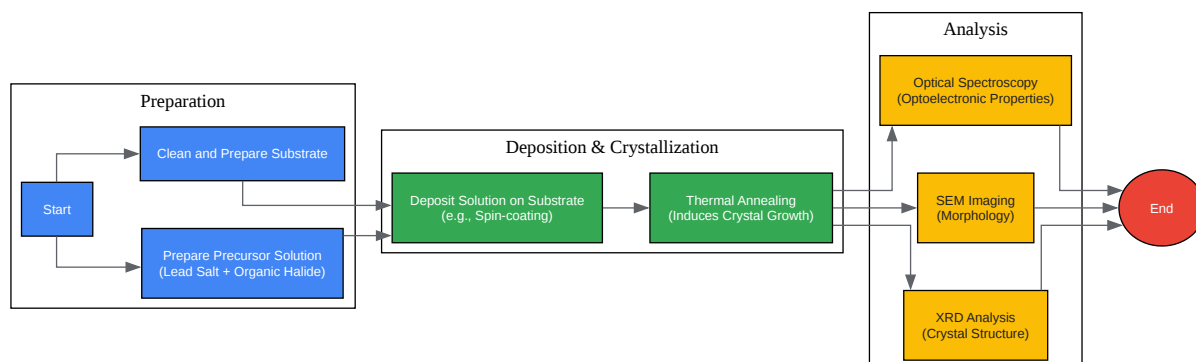 Preparation
Start
Clean and Prepare Substrate
Prepare Precursor Solution
(Lead Salt + Organic Halide)
Deposition & Crystallization
Deposit Solution on Substrate
(e.g., Spin-coating)
Thermal Annealing
(Induces Crystal Growth)
Analysis
Optical Spectroscopy
(Optoelectronic Properties)
SEM Imaging
(Morphology)
XRD Analysis
(Crystal Structure)
End